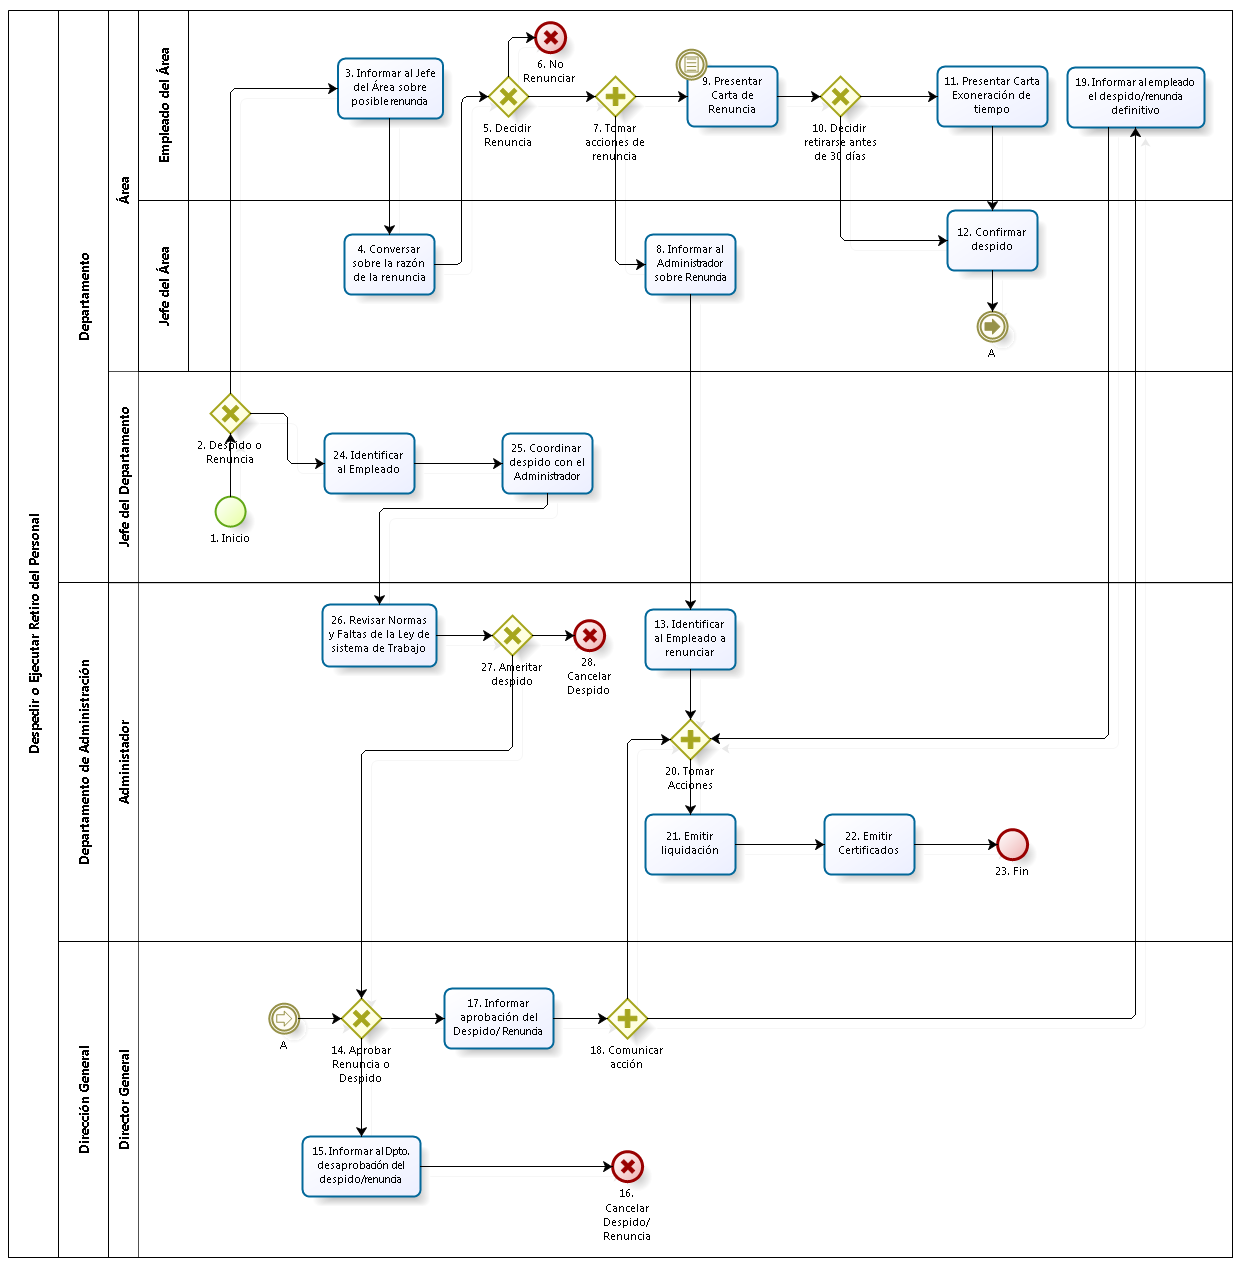 Despedir o Ejecutar Retiro del Personal
Departamento
Área
Empleado del Área
3. Informar al Jefe
del Área sobre
posible renuncia
5. Decidir
Renuncia
6. No
Renunciar
7. Tomar
acciones de
renuncia
9. Presentar
Carta de
Renuncia
10. Decidir
retirarse antes
de 30 días
11. Presentar Carta
Exoneración de
tiempo
19. Informar al empleado
el despido/renuncia
definitivo
Jefe del Área
4. Conversar
sobre la razón
de la renuncia
8. Informar al
Administrador
sobre Renuncia
12. Confirmar
despido
A
Jefe del Departamento
2. Despido o
Renuncia
1. Inicio
24. Identificar
al Empleado
25. Coordinar
despido con el
Administrador
Departamento de Administración
Administador
26. Revisar Normas
y Faltas de la Ley de
sistema de Trabajo
27. Ameritar
despido
28.
Cancelar
Despido
13. Identificar
al Empleado a
renunciar
20. Tomar
Acciones
21. Emitir
liquidación
22. Emitir
Certificados
23. Fin
Dirección General
Director General
A
14. Aprobar
Renuncia o
Despido
17. Informar
aprobación del
Despido/ Renuncia
18. Comunicar
acción
15. Informar al Dpto.
desaprobación del
despido/renuncia
16.
Cancelar
Despido/
Renuncia